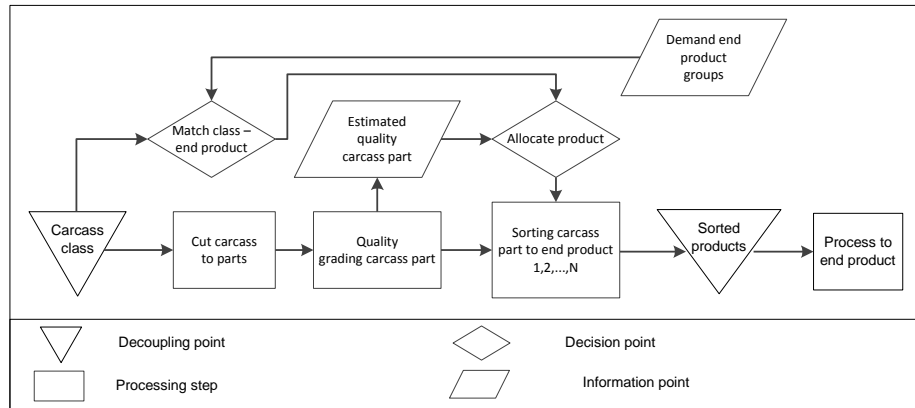 Demand end
product
groups
Match class –
end product
Estimated
quality
carcass part
Allocate product
Carcass
class
Cut carcass
to parts
Quality
grading carcass part
Sorting carcass
part to end product
1,2,...,N
Sorted
products
Process to
end product
Decoupling point
Decision point
Processing step
Information point